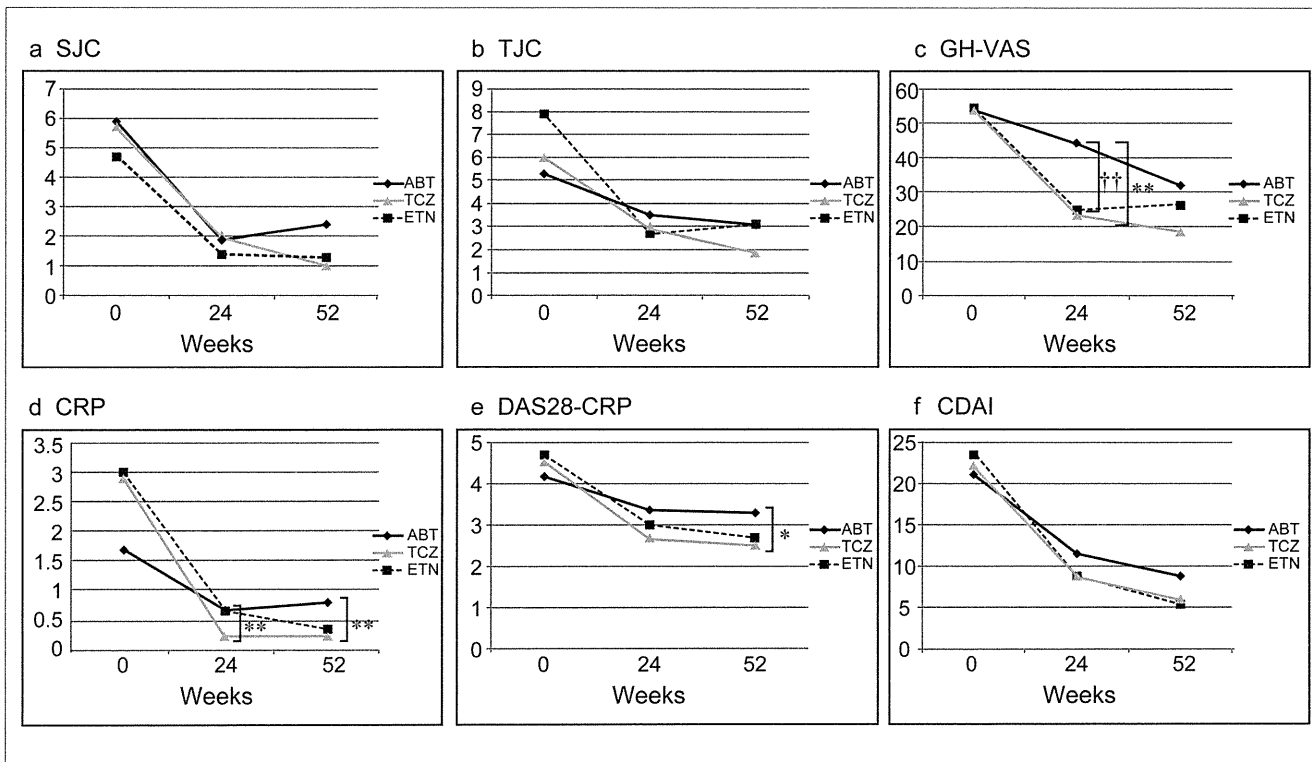 a SJC
7
6
5
4
3
2
1
0
0 24 52
Weeks
ABT
TCZ
ETN
b TJC
9
8
7
6
5
4
3
2
1
0
0 24 52
Weeks
ABT
TCZ
ETN
c GH-VAS
60
50
40
30
20
10
0
0 24 52
Weeks
††
**
ABT
TCZ
ETN
d CRP
3.5
3
2.5
2
1.5
1
0.5
0
0 24 52
Weeks
**
**
ABT
TCZ
ETN
e DAS28-CRP
5
4
3
2
1
0
0 24 52
Weeks
*
ABT
TCZ
ETN
f CDAI
25
20
15
10
5
0
0 24 52
Weeks
ABT
TCZ
ETN